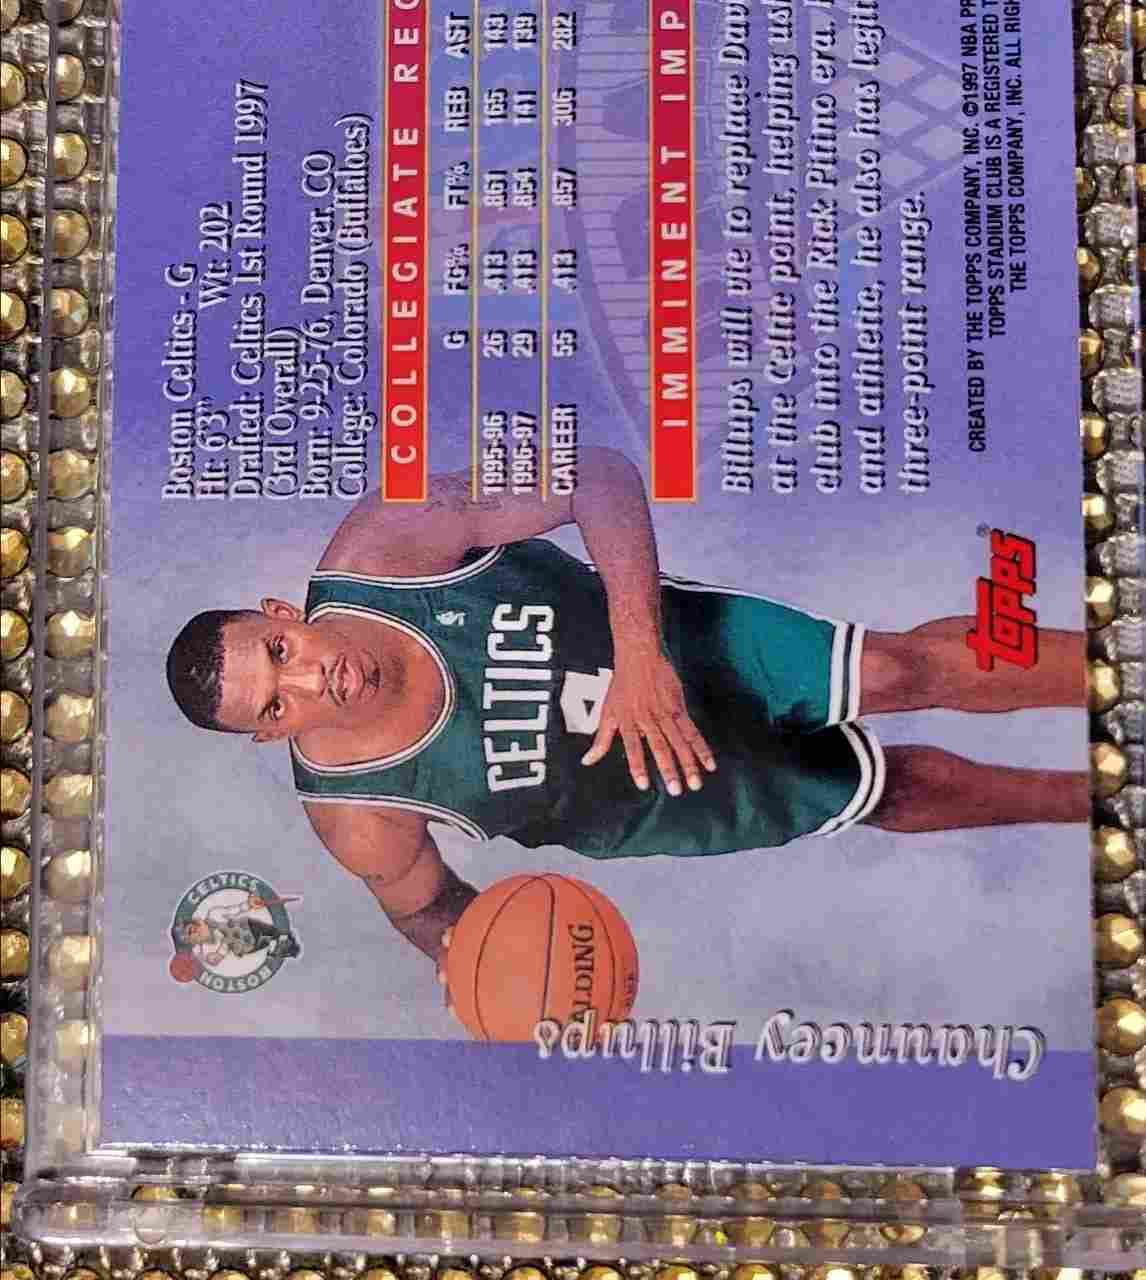 Boston Celtics - G
Ht: 6'3" Wt: 202
Drafted: Celtics 1st Round 1997
(3rd Overall)
Born: 9-25-76, Denver, CO
College: Colorado (Buffaloes)
COLLEGIATE REC
G FG% FT% REB AST
1995-96 26 .413 .861 165 143
1996-97 29 .413 .854 141 139
CAREER 55 .413 .857 306 282
IMMINENT IMP
Billups will vie to replace Dav
at the Celtic point, helping ush
club into the Rick Pitino era.
and athletic, he also has legit
three-point range.
CREATED BY THE TOPPS COMPANY, INC. ©1997 NBA PR
TOPPS STADIUM CLUB IS A REGISTERED T
THE TOPPS COMPANY, INC. ALL RIGH
topps®
CELTICS
4
CELTICS
BOSTON
ALDING
Chauncey Billups